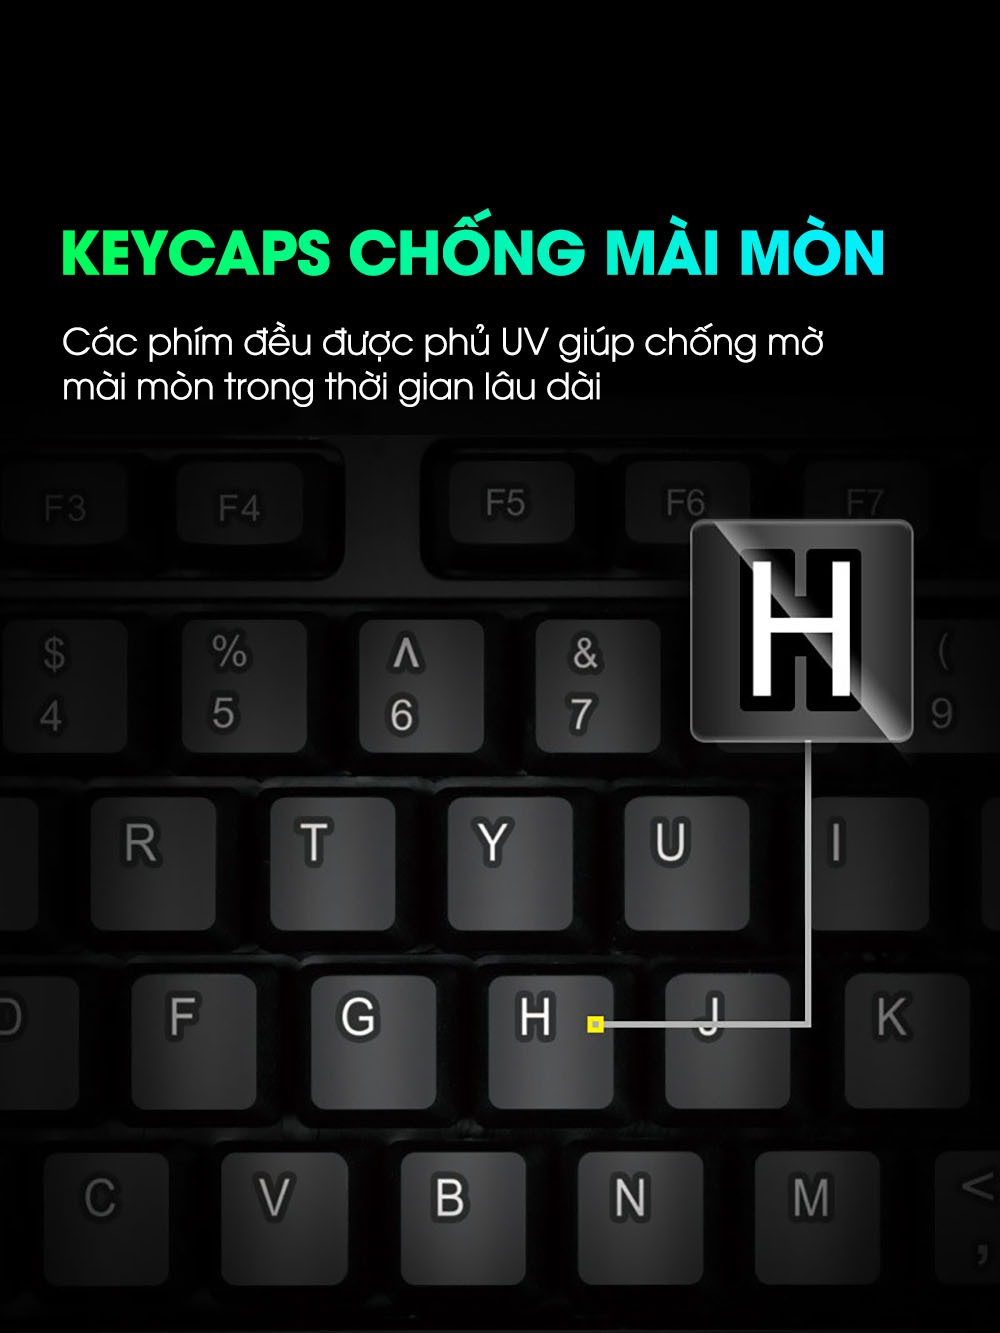 KEYCAPS CHỐNG MÀI MÒN
Các phím đều được phủ UV giúp chống mờ
mài mòn trong thời gian lâu dài
F3 F4 F5 F6 F7
H
$ % ^ & (
4 5 6 7 9
R T Y U I
D F G H J K
C V B N M <
,